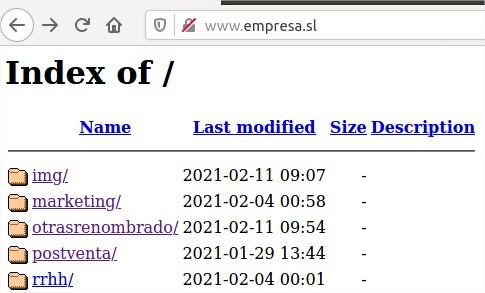 www.empresa.sl
Index of /
Name Last modified Size Description
img/ 2021-02-11 09:07 -
marketing/ 2021-02-04 00:58 -
otrasrenombrado/ 2021-02-11 09:54 -
postventa/ 2021-01-29 13:44 -
rrhh/ 2021-02-04 00:01 -